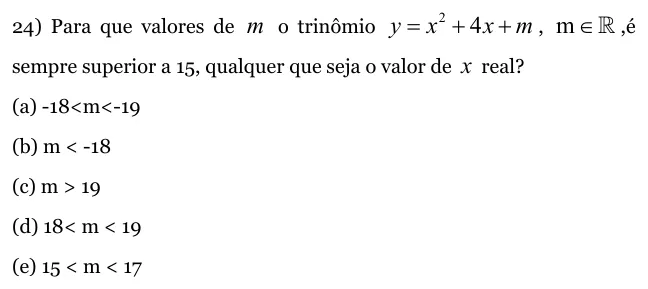 24) Para que valores de m o trinômio y = x² + 4x + m , m ∈ ℝ ,é
sempre superior a 15, qualquer que seja o valor de x real?
(a) -18<m<-19
(b) m < -18
(c) m > 19
(d) 18< m < 19
(e) 15 < m < 17